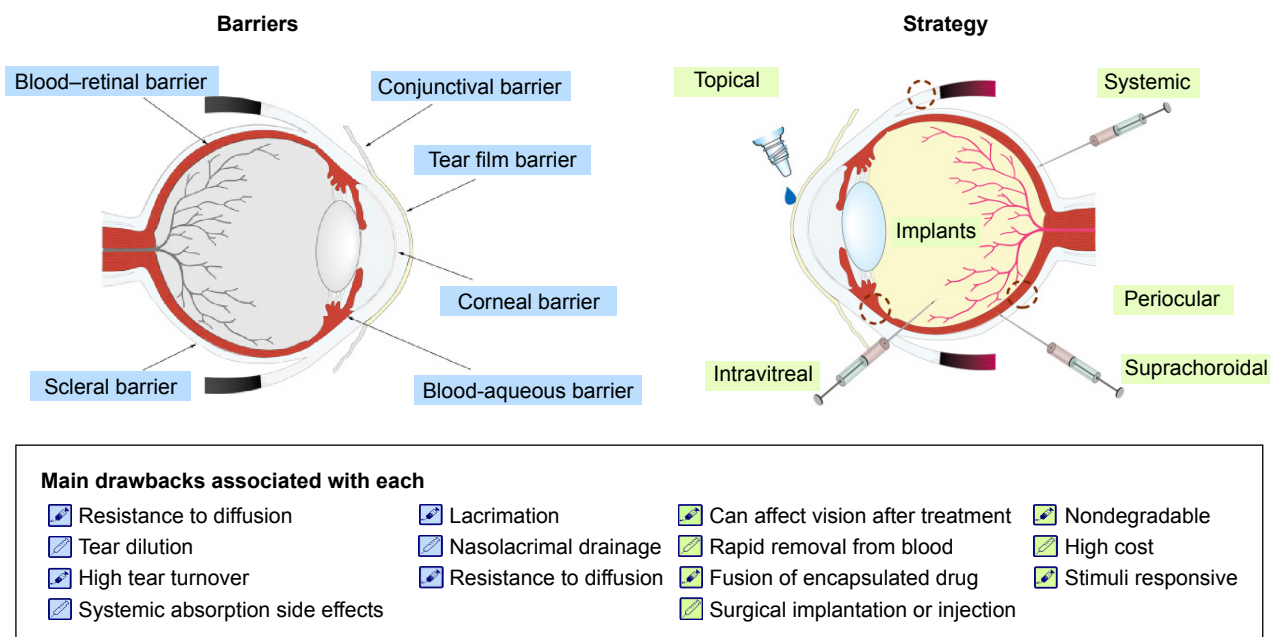 Barriers
Blood–retinal barrier
Conjunctival barrier
Tear film barrier
Corneal barrier
Scleral barrier
Blood-aqueous barrier
Strategy
Topical
Systemic
Implants
Periocular
Intravitreal
Suprachoroidal
Main drawbacks associated with each
Resistance to diffusion
Tear dilution
High tear turnover
Systemic absorption side effects
Lacrimation
Nasolacrimal drainage
Resistance to diffusion
Can affect vision after treatment
Rapid removal from blood
Fusion of encapsulated drug
Surgical implantation or injection
Nondegradable
High cost
Stimuli responsive